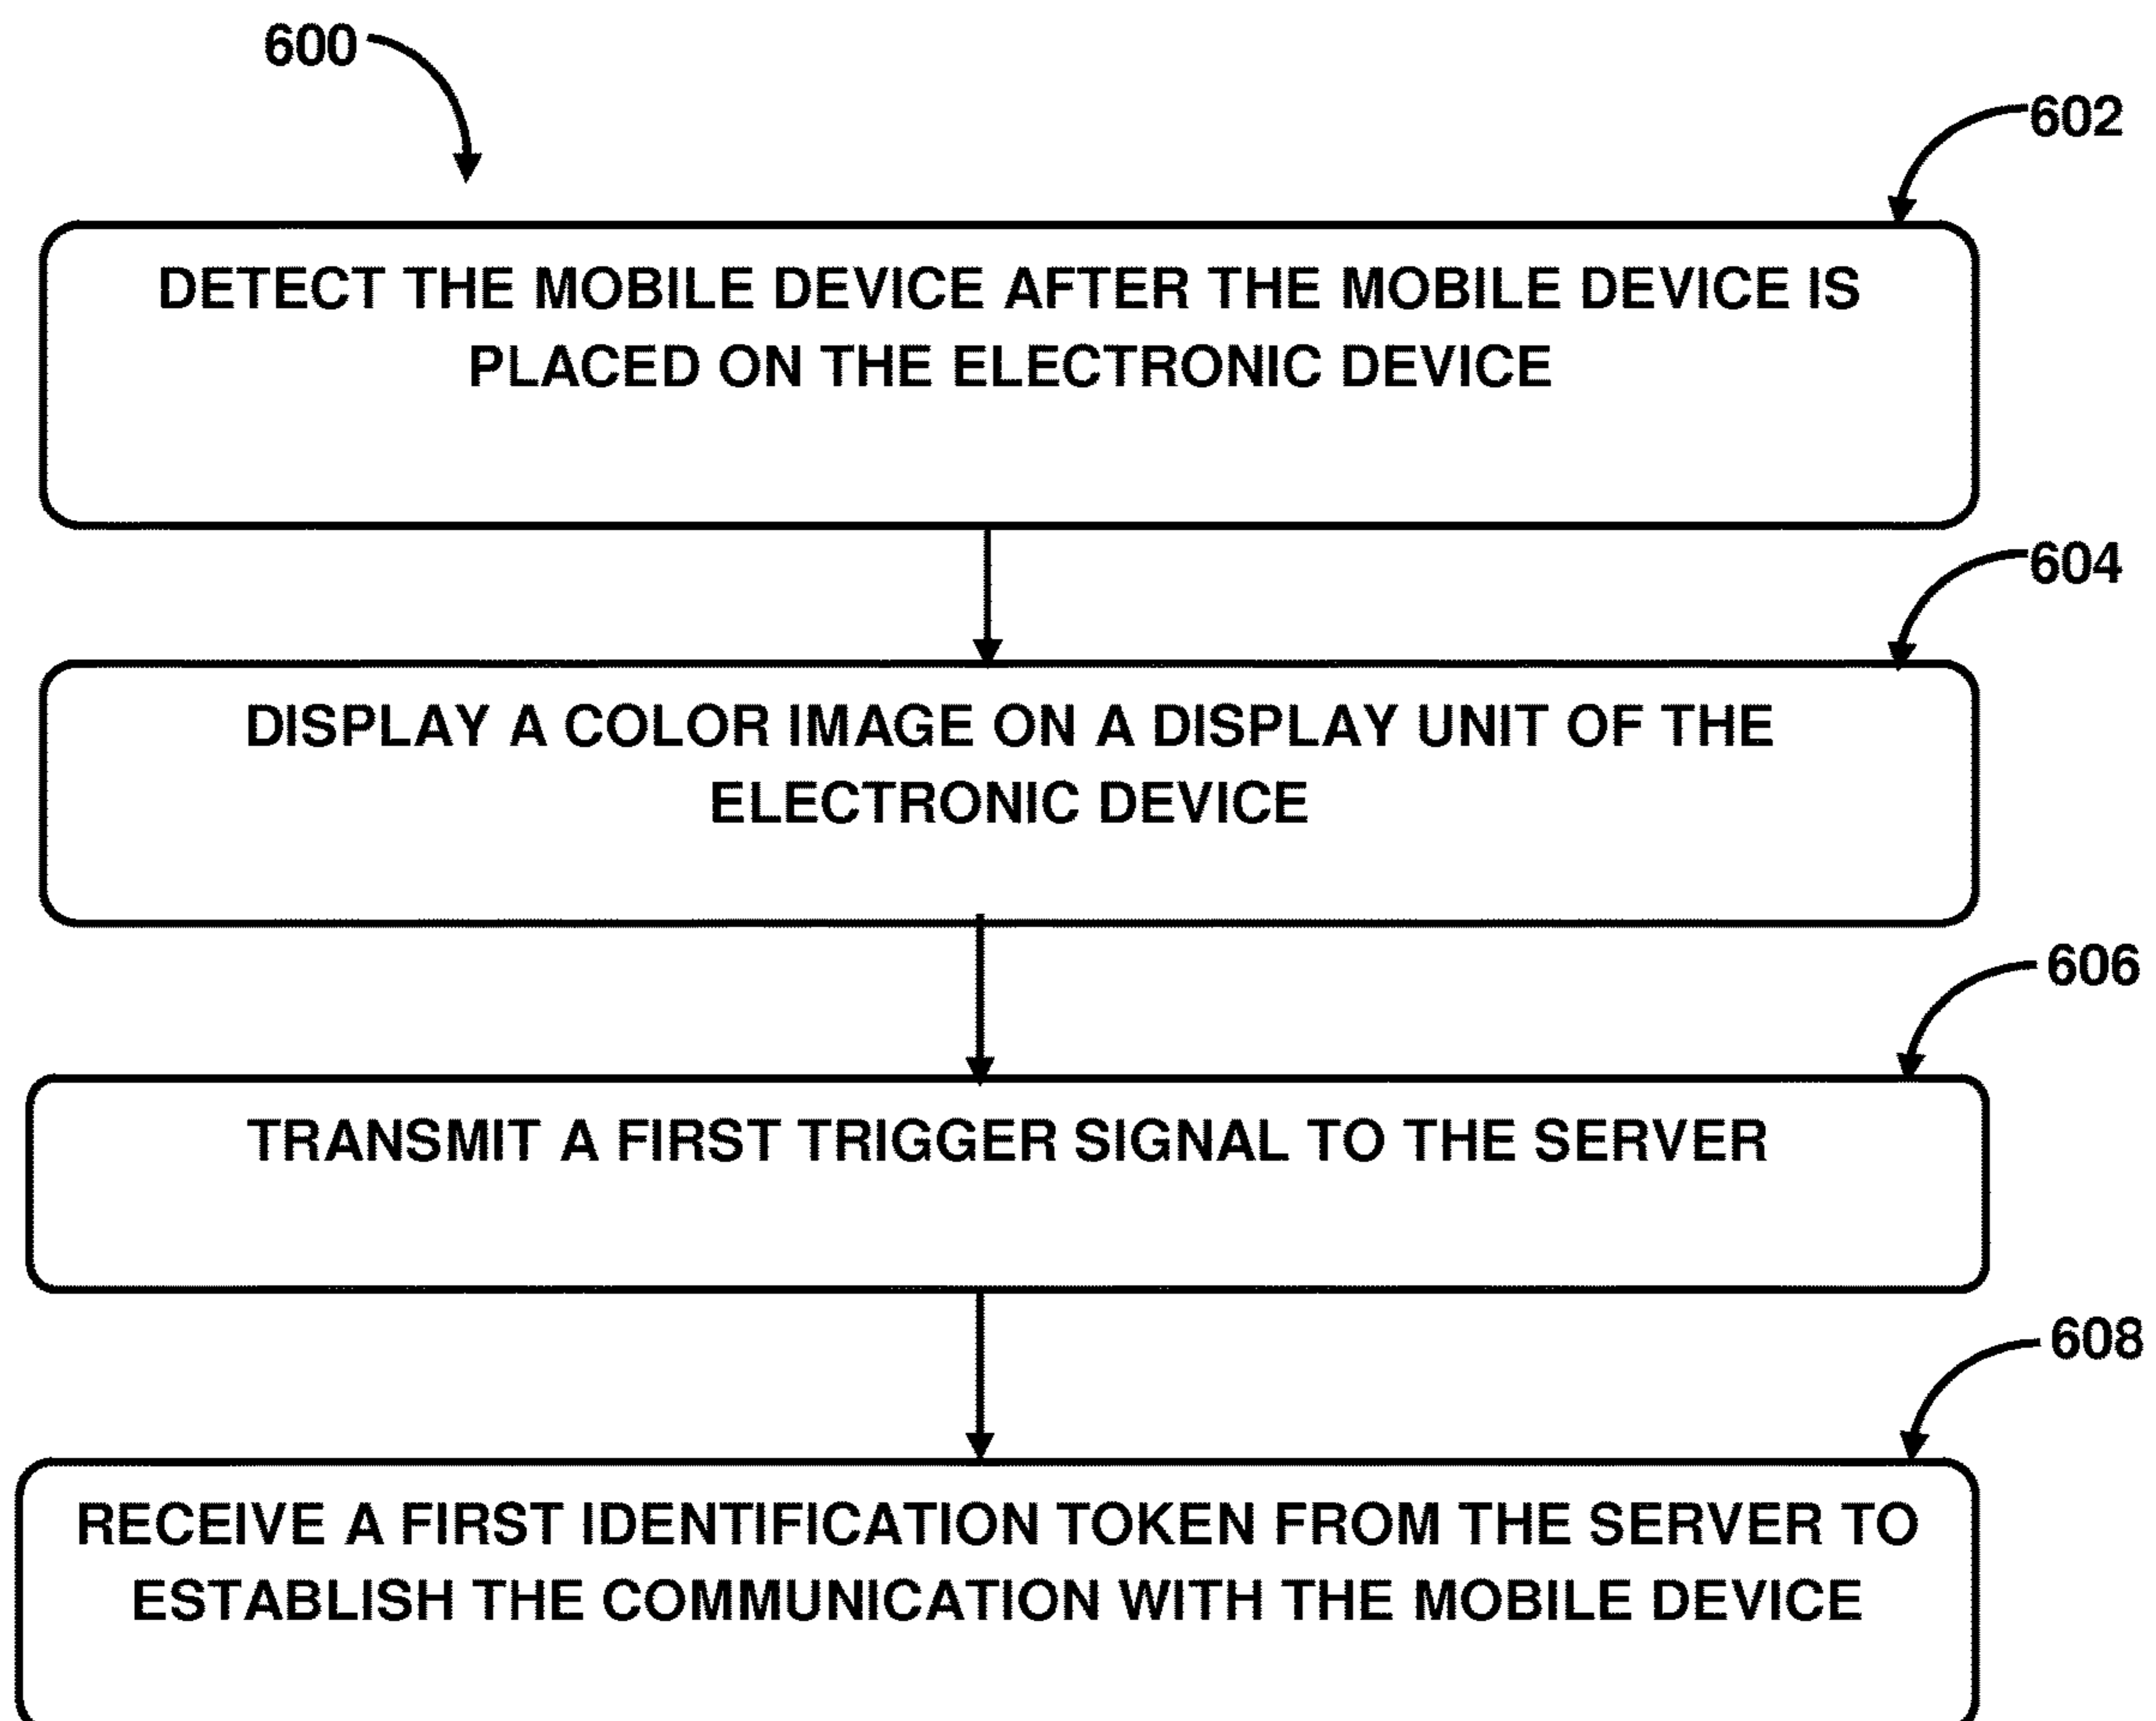 600
602
DETECT THE MOBILE DEVICE AFTER THE MOBILE DEVICE IS
PLACED ON THE ELECTRONIC DEVICE
604
DISPLAY A COLOR IMAGE ON A DISPLAY UNIT OF THE
ELECTRONIC DEVICE
606
TRANSMIT A FIRST TRIGGER SIGNAL TO THE SERVER
608
RECEIVE A FIRST IDENTIFICATION TOKEN FROM THE SERVER TO
ESTABLISH THE COMMUNICATION WITH THE MOBILE DEVICE